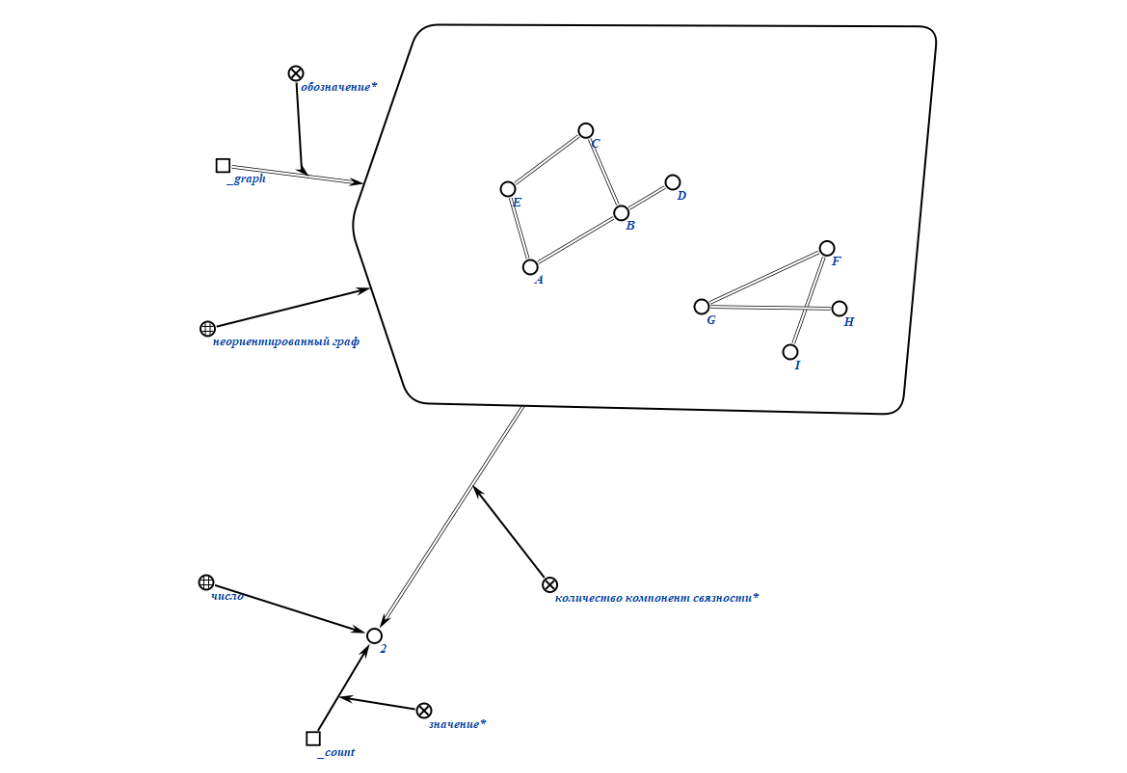 обозначение*
_graph
C
E
D
B
A
F
G
H
I
неориентированный граф
число
количество компонент связности*
2
значение*
_count